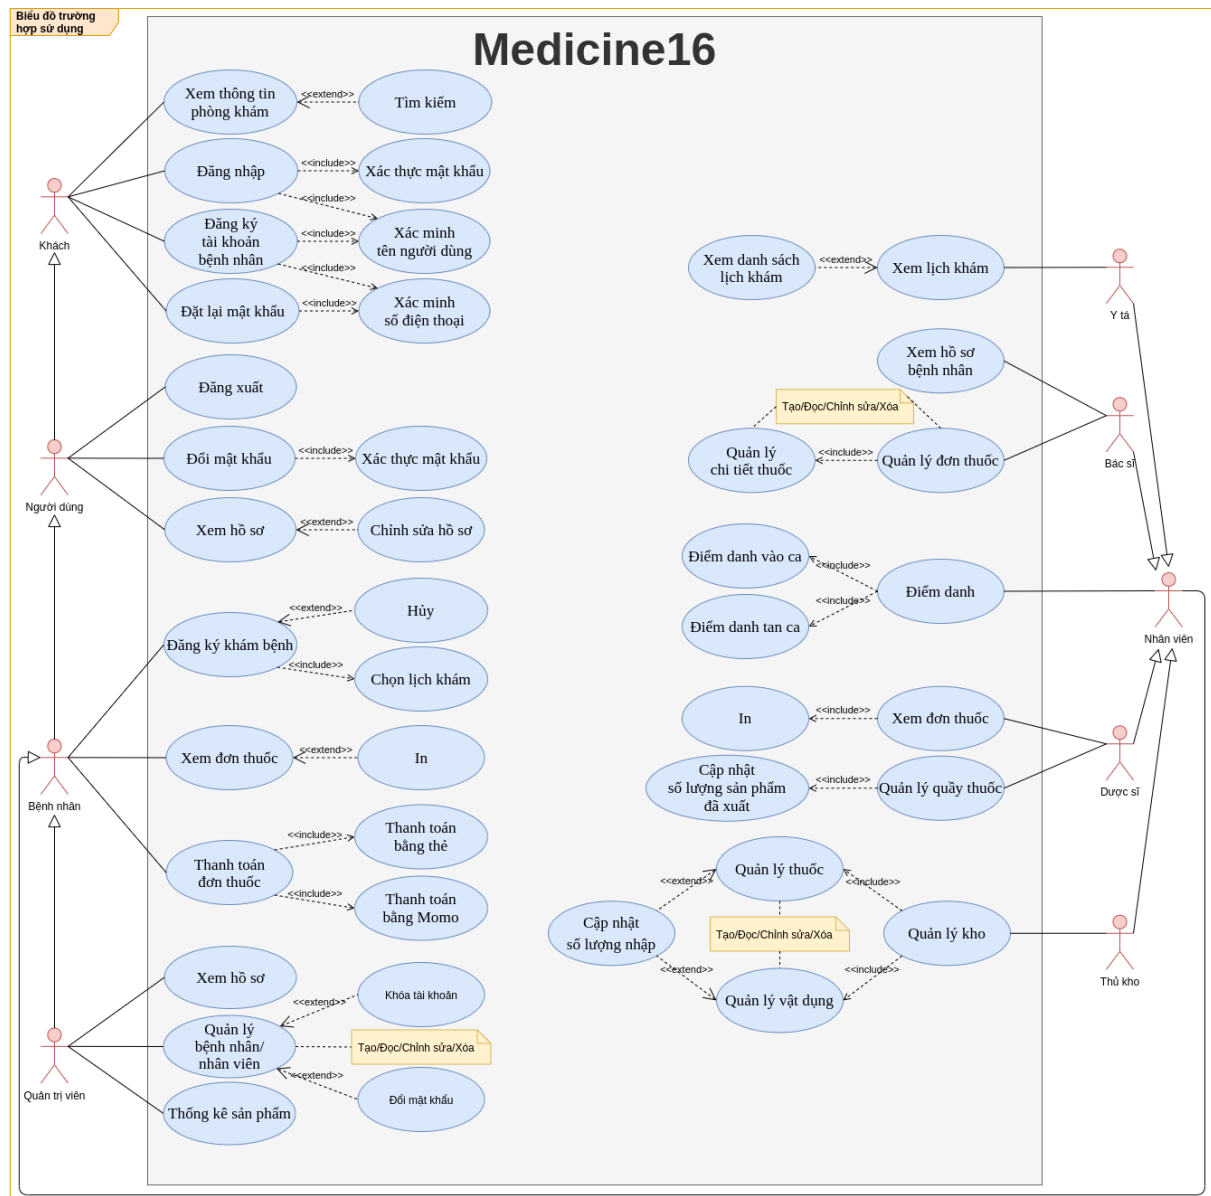 Biểu đồ trường
hợp sử dụng
Medicine16
Xem thông tin
phòng khám
<<extend>>
Tìm kiếm
Đăng nhập
<<include>>
Xác thực mật khẩu
<<include>>
Khách
Đăng ký
tài khoản
bệnh nhân
<<include>>
Xác minh
tên người dùng
<<include>>
Đặt lại mật khẩu
<<include>>
Xác minh
số điện thoại
Đăng xuất
Đổi mật khẩu
<<include>>
Xác thực mật khẩu
Người dùng
Xem hồ sơ
<<extend>>
Chỉnh sửa hồ sơ
Đăng ký khám bệnh
<<extend>>
Hủy
<<include>>
Chọn lịch khám
Xem đơn thuốc
<<extend>>
In
Bệnh nhân
Thanh toán
đơn thuốc
<<include>>
Thanh toán
bằng thẻ
<<include>>
Thanh toán
bằng Momo
Xem hồ sơ
Quản lý
bệnh nhân/
nhân viên
<<extend>>
Khóa tài khoản
Tạo/Đọc/Chỉnh sửa/Xóa
<<extend>>
Đổi mật khẩu
Quản trị viên
Thống kê sản phẩm
Xem danh sách
lịch khám
<<extend>>
Xem lịch khám
Y tá
Xem hồ sơ
bệnh nhân
Tạo/Đọc/Chỉnh sửa/Xóa
Quản lý
chi tiết thuốc
<<include>>
Quản lý đơn thuốc
Bác sĩ
Điểm danh vào ca
<<include>>
Điểm danh
<<include>>
Điểm danh tan ca
Nhân viên
In
<<include>>
Xem đơn thuốc
Cập nhật
số lượng sản phẩm
đã xuất
<<include>>
Quản lý quầy thuốc
Dược sĩ
Quản lý thuốc
<<extend>>
<<include>>
Cập nhật
số lượng nhập
Tạo/Đọc/Chỉnh sửa/Xóa
Quản lý kho
<<extend>>
<<include>>
Quản lý vật dụng
Thủ kho